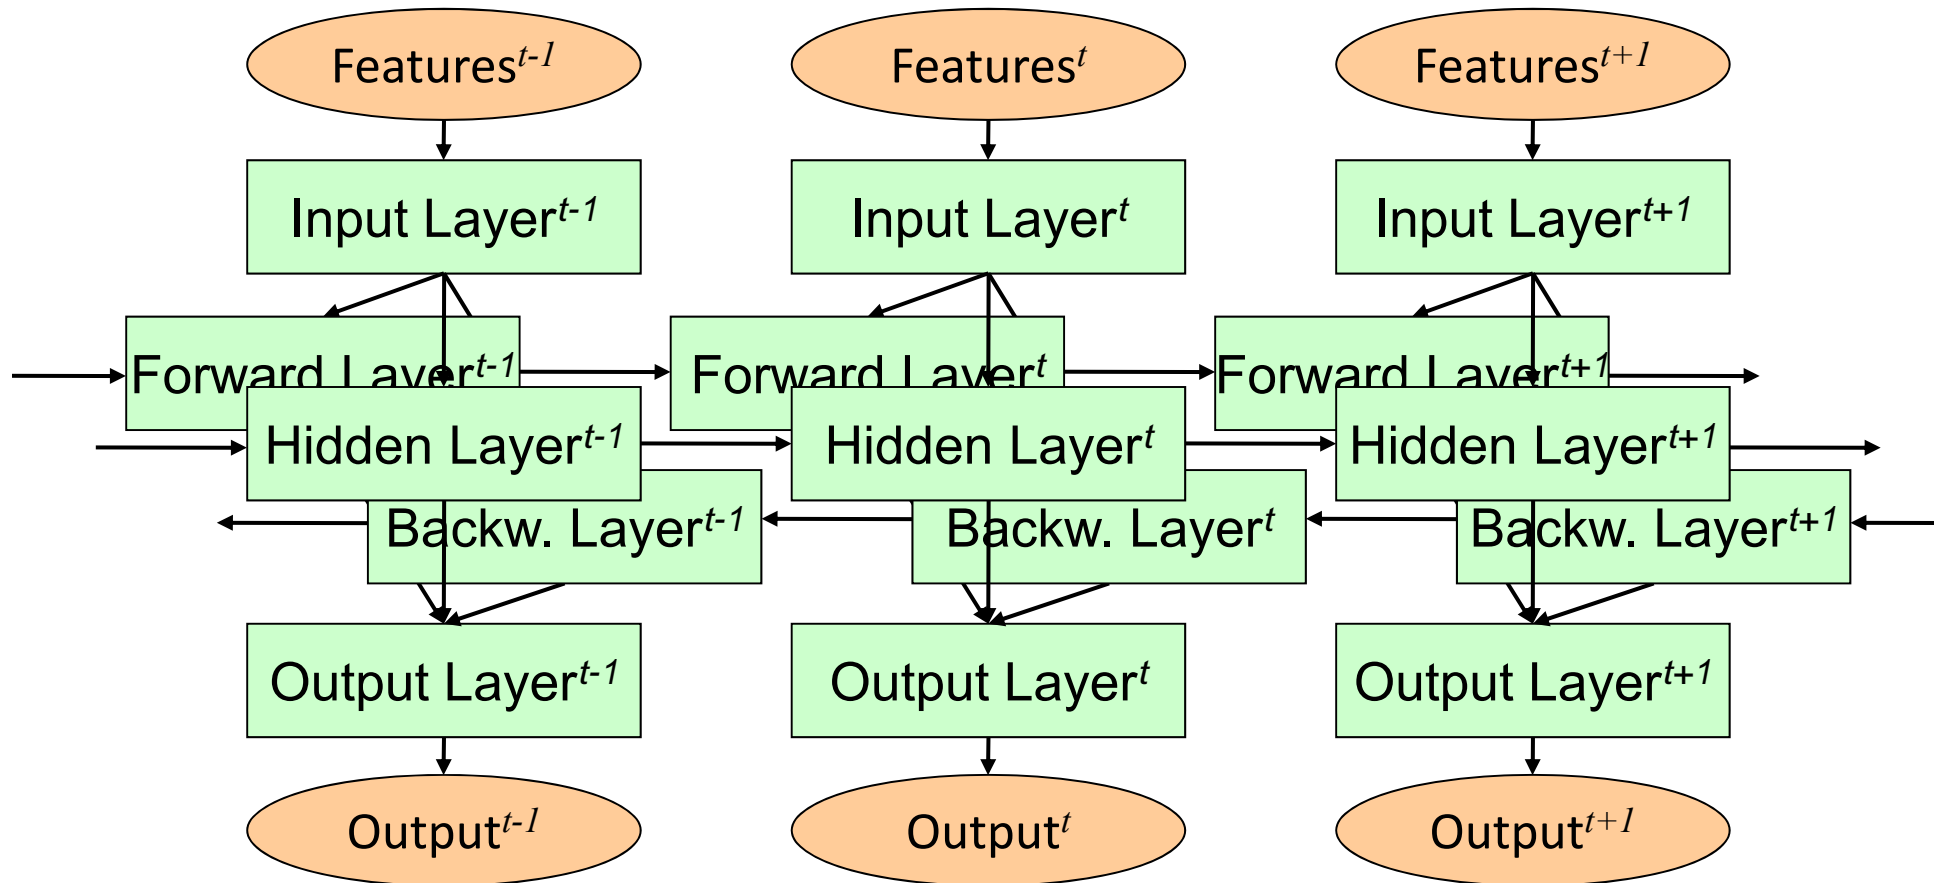 Features^t-1 Features^t Features^t+1
Input Layer^t-1 Input Layer^t Input Layer^t+1
Forward Layer^t-1 Forward Layer^t Forward Layer^t+1
Hidden Layer^t-1 Hidden Layer^t Hidden Layer^t+1
Backw. Layer^t-1 Backw. Layer^t Backw. Layer^t+1
Output Layer^t-1 Output Layer^t Output Layer^t+1
Output^t-1 Output^t Output^t+1